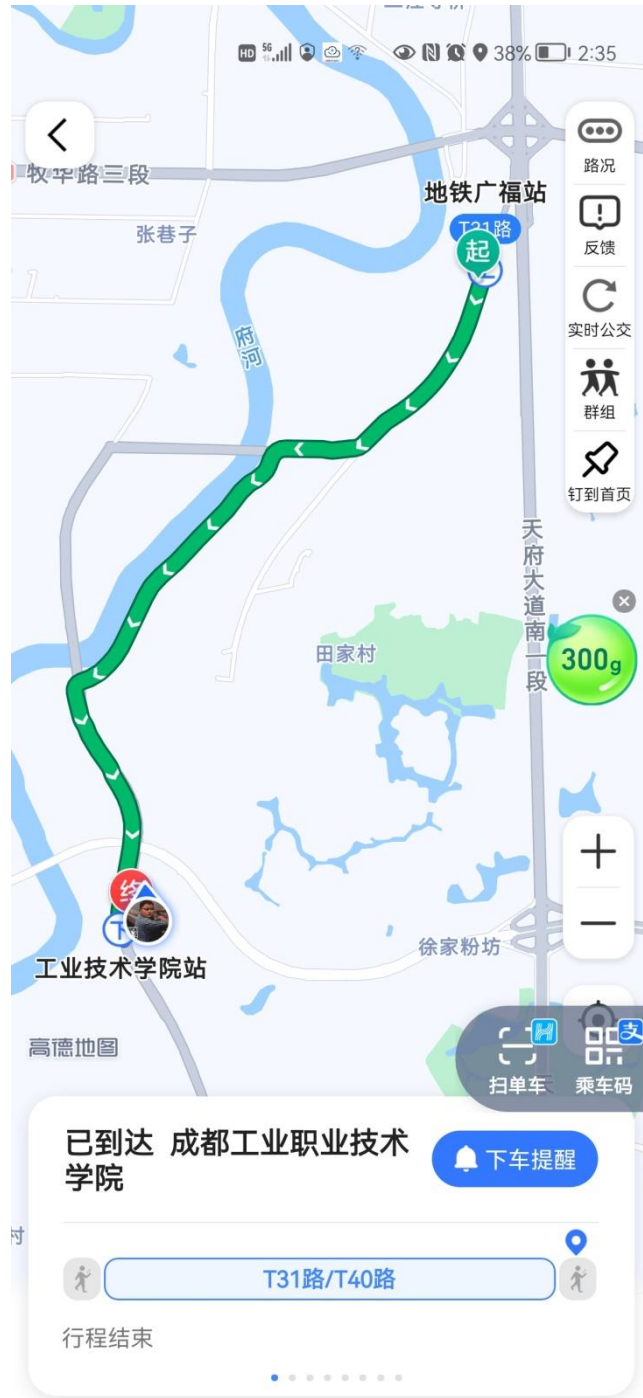 HD 5G 38% 2:35
牧华路三段
路况
地铁广福站
T31路
起
张巷子
反馈
实时公交
府河
群组
钉到首页
天府大道南一段
田家村
300g
终
下
徐家粉坊
工业技术学院站
高德地图
扫单车
支
乘车码
已到达 成都工业职业技术
学院
下车提醒
村
T31路/T40路
行程结束